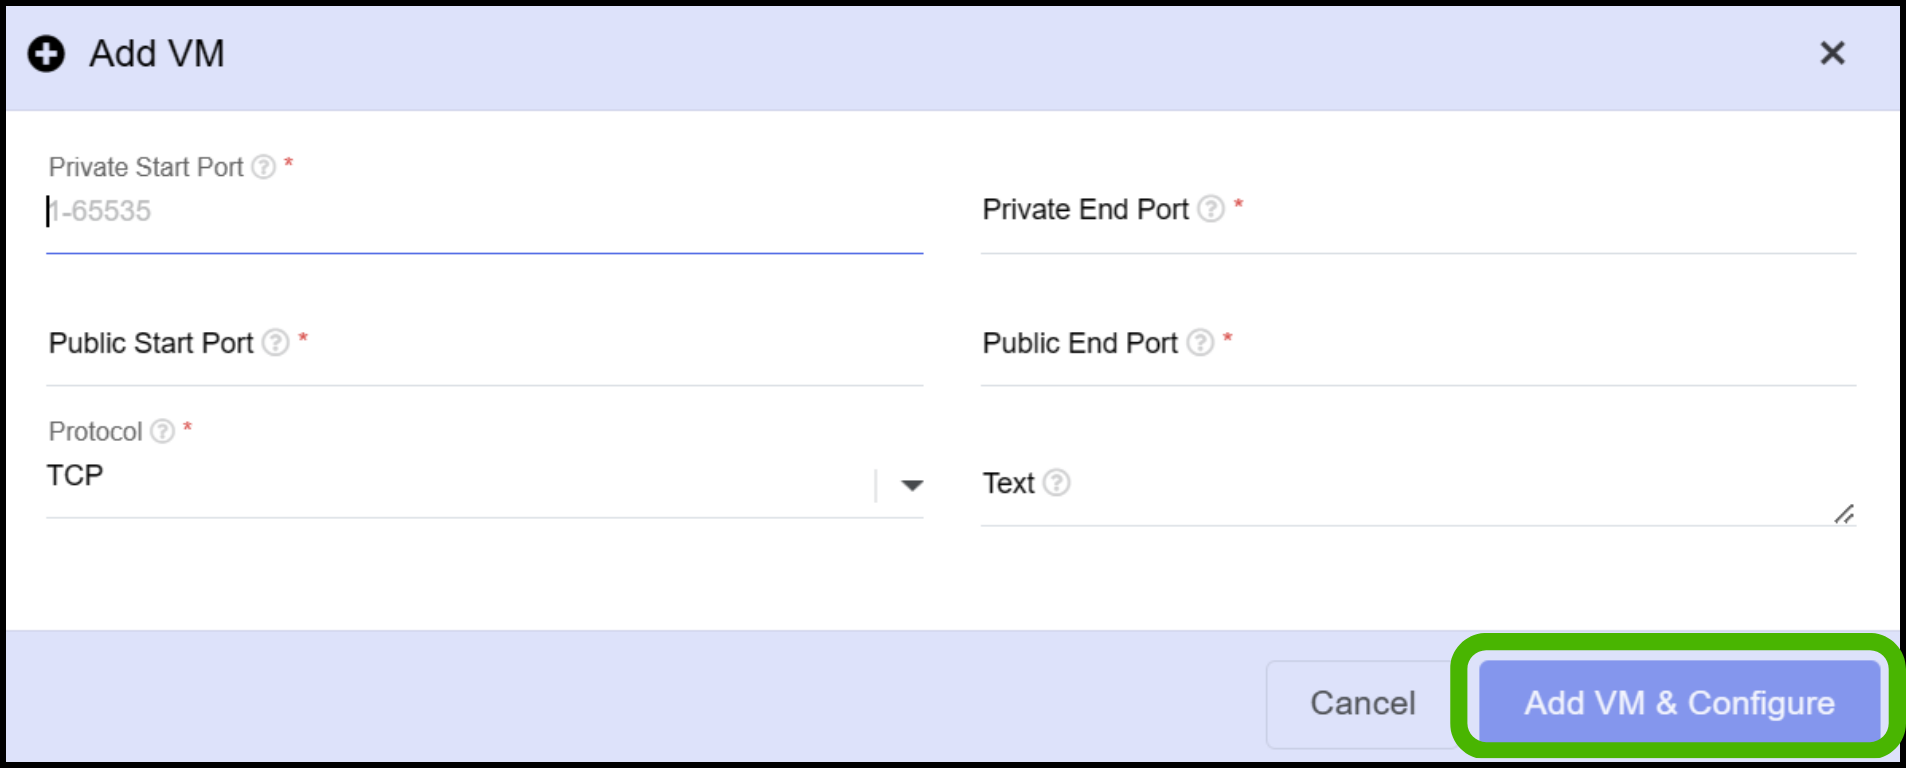 Add VM
Private Start Port ? *
1-65535
Private End Port ? *
Public Start Port ? *
Public End Port ? *
Protocol ? *
TCP
Text ?
Cancel
Add VM & Configure